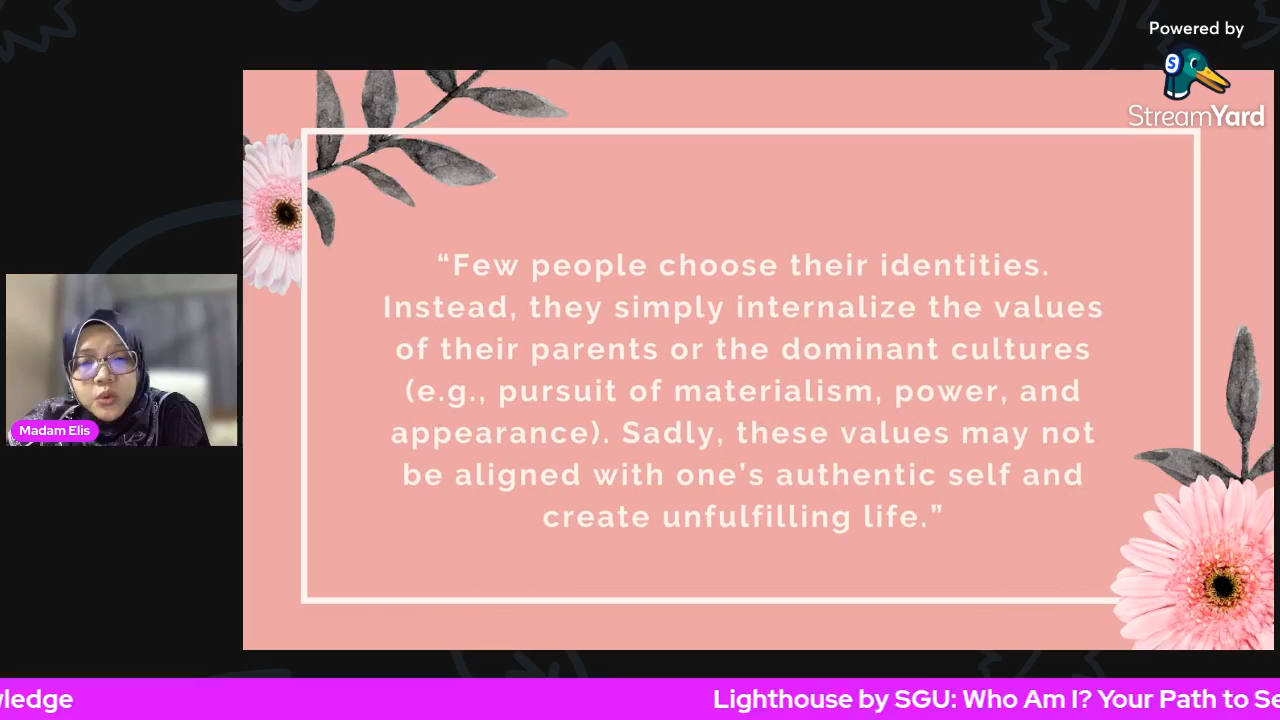 Powered by
StreamYard
“Few people choose their identities.
Instead, they simply internalize the values
of their parents or the dominant cultures
(e.g., pursuit of materialism, power, and
appearance). Sadly, these values may not
be aligned with one's authentic self and
create unfulfilling life.”
Madam Elis
Lighthouse by SGU: Who Am I? Your Path to